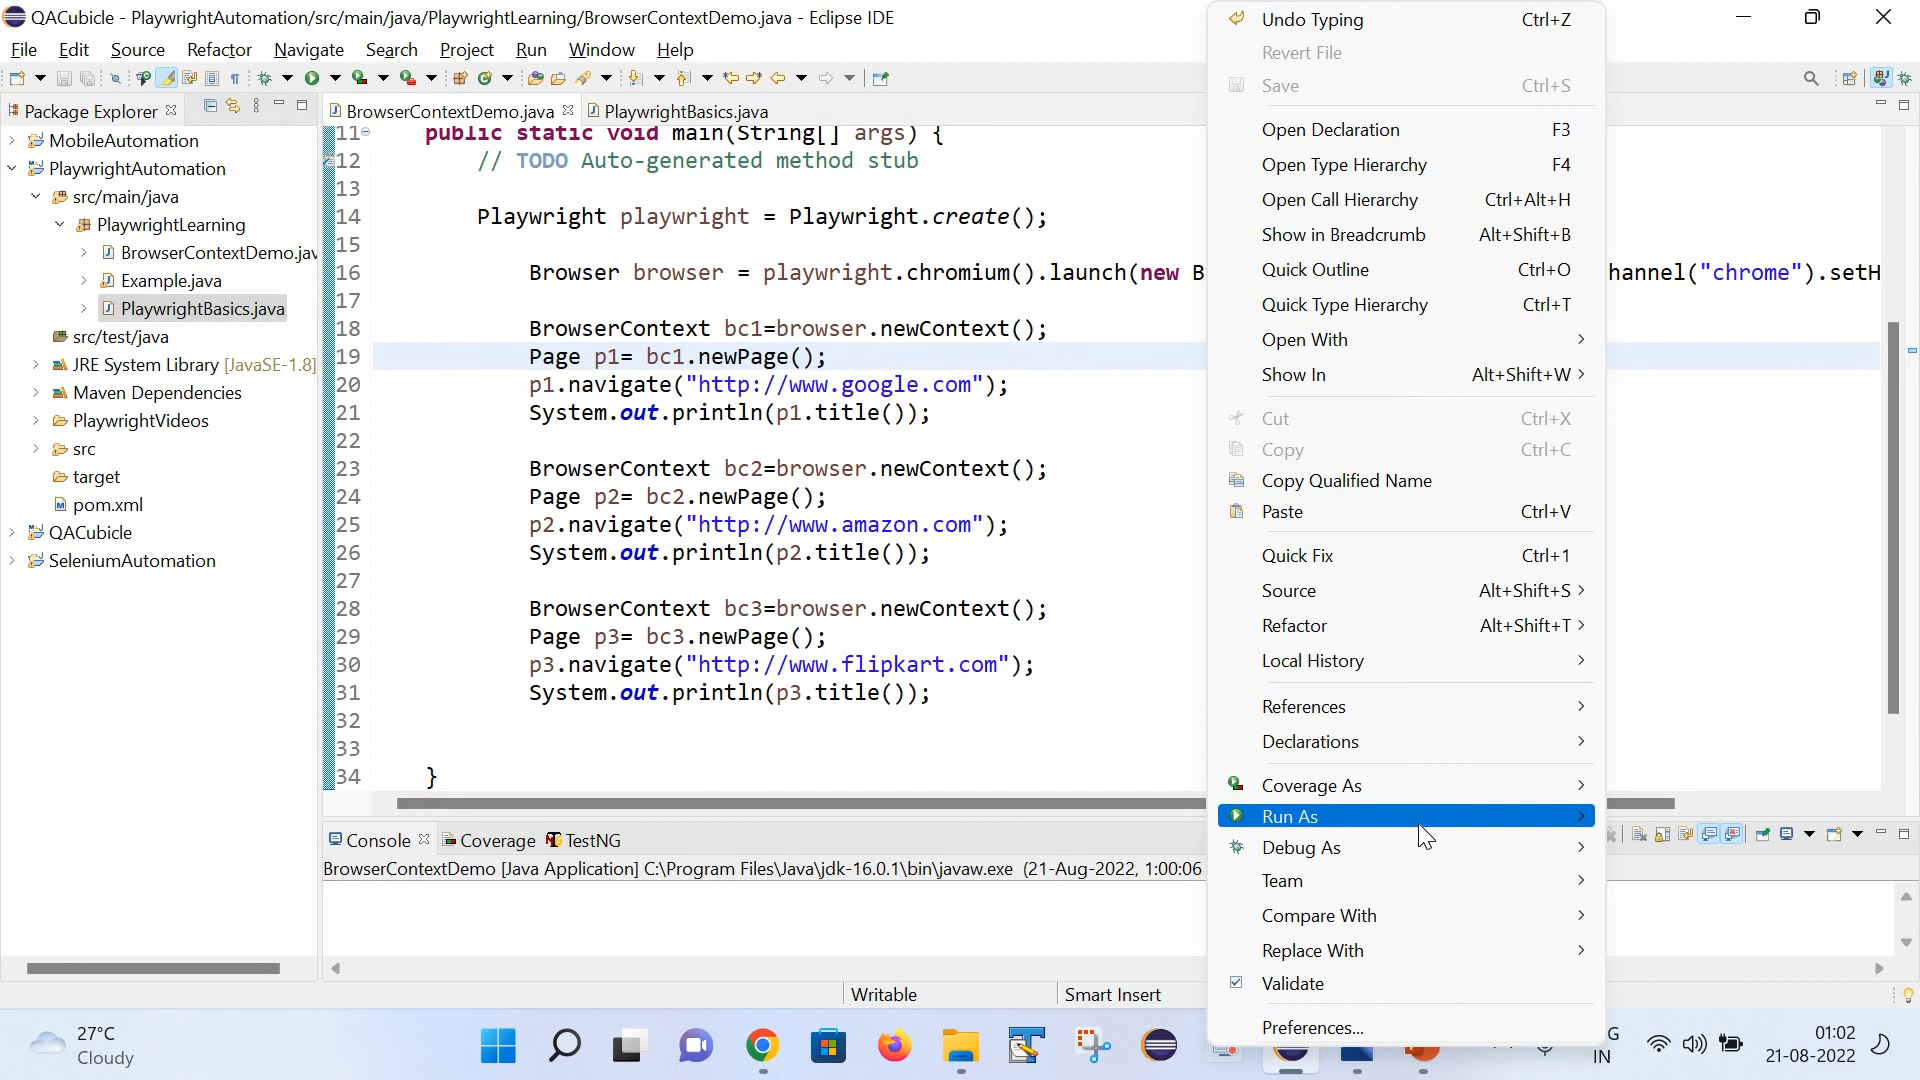 QACubicle - PlaywrightAutomation/src/main/java/PlaywrightLearning/BrowserContextDemo.java - Eclipse IDE
File Edit Source Refactor Navigate Search Project Run Window Help
Package Explorer
MobileAutomation
PlaywrightAutomation
src/main/java
PlaywrightLearning
BrowserContextDemo.jav
Example.java
PlaywrightBasics.java
src/test/java
JRE System Library [JavaSE-1.8]
Maven Dependencies
PlaywrightVideos
src
target
pom.xml
QACubicle
SeleniumAutomation
BrowserContextDemo.java PlaywrightBasics.java
11 public static void main(String[] args) {
12 // TODO Auto-generated method stub
13
14 Playwright playwright = Playwright.create();
15
16 Browser browser = playwright.chromium().launch(new B hannel("chrome").setH
17
18 BrowserContext bc1=browser.newContext();
19 Page p1= bc1.newPage();
20 p1.navigate("http://www.google.com");
21 System.out.println(p1.title());
22
23 BrowserContext bc2=browser.newContext();
24 Page p2= bc2.newPage();
25 p2.navigate("http://www.amazon.com");
26 System.out.println(p2.title());
27
28 BrowserContext bc3=browser.newContext();
29 Page p3= bc3.newPage();
30 p3.navigate("http://www.flipkart.com");
31 System.out.println(p3.title());
32
33
34 }
Console Coverage TestNG
BrowserContextDemo [Java Application] C:\Program Files\Java\jdk-16.0.1\bin\javaw.exe (21-Aug-2022, 1:00:06
Writable Smart Insert
Undo Typing Ctrl+Z
Revert File
Save Ctrl+S
Open Declaration F3
Open Type Hierarchy F4
Open Call Hierarchy Ctrl+Alt+H
Show in Breadcrumb Alt+Shift+B
Quick Outline Ctrl+O
Quick Type Hierarchy Ctrl+T
Open With
Show In Alt+Shift+W
Cut Ctrl+X
Copy Ctrl+C
Copy Qualified Name
Paste Ctrl+V
Quick Fix Ctrl+1
Source Alt+Shift+S
Refactor Alt+Shift+T
Local History
References
Declarations
Coverage As
Run As
Debug As
Team
Compare With
Replace With
Validate
Preferences...
27°C
Cloudy
G
IN
01:02
21-08-2022